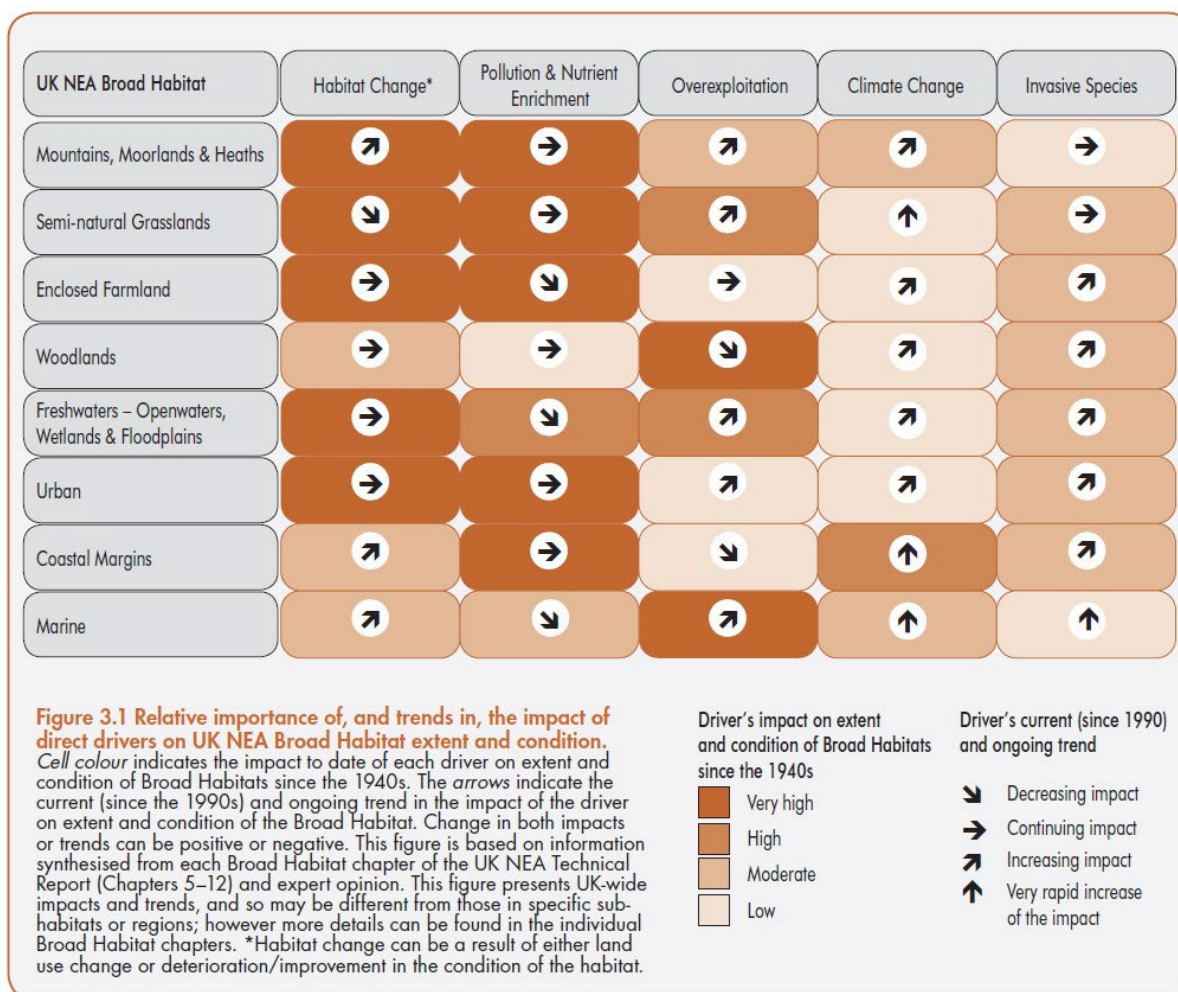 UK NEA Broad Habitat
Habitat Change*
Pollution & Nutrient
Enrichment
Overexploitation
Climate Change
Invasive Species
Mountains, Moorlands & Heaths
Semi-natural Grasslands
Enclosed Farmland
Woodlands
Freshwaters – Openwaters,
Wetlands & Floodplains
Urban
Coastal Margins
Marine
Figure 3.1 Relative importance of, and trends in, the impact of
direct drivers on UK NEA Broad Habitat extent and condition.
Cell colour indicates the impact to date of each driver on extent and
condition of Broad Habitats since the 1940s. The arrows indicate the
current (since the 1990s) and ongoing trend in the impact of the driver
on extent and condition of the Broad Habitat. Change in both impacts
or trends can be positive or negative. This figure is based on information
synthesised from each Broad Habitat chapter of the UK NEA Technical
Report (Chapters 5–12) and expert opinion. This figure presents UK-wide
impacts and trends, and so may be different from those in specific sub-
habitats or regions; however more details can be found in the individual
Broad Habitat chapters. *Habitat change can be a result of either land
use change or deterioration/improvement in the condition of the habitat.
Driver's impact on extent
and condition of Broad Habitats
since the 1940s
Very high
High
Moderate
Low
Driver's current (since 1990)
and ongoing trend
Decreasing impact
Continuing impact
Increasing impact
Very rapid increase
of the impact